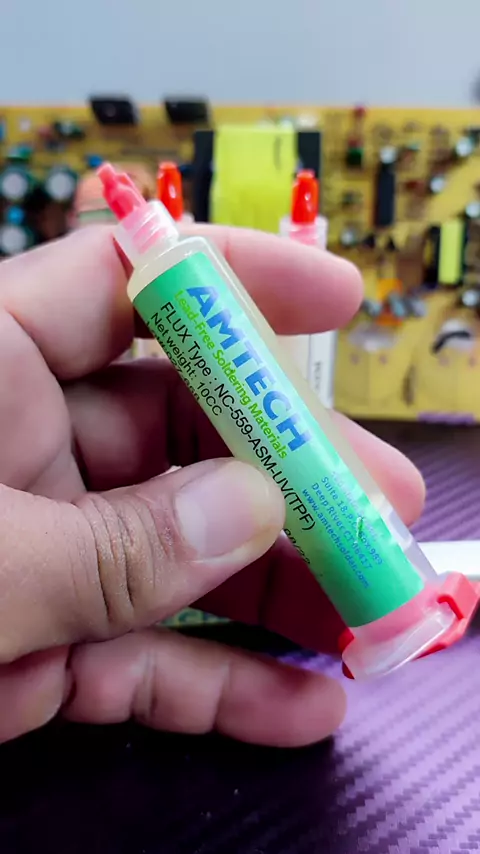 AMTECH
Lead-Free Soldering Materials
FLUX Type : NC-559-ASM-UV(TPF)
Net weight: 10CC
Deep River, CT
www.amtechsolder.com